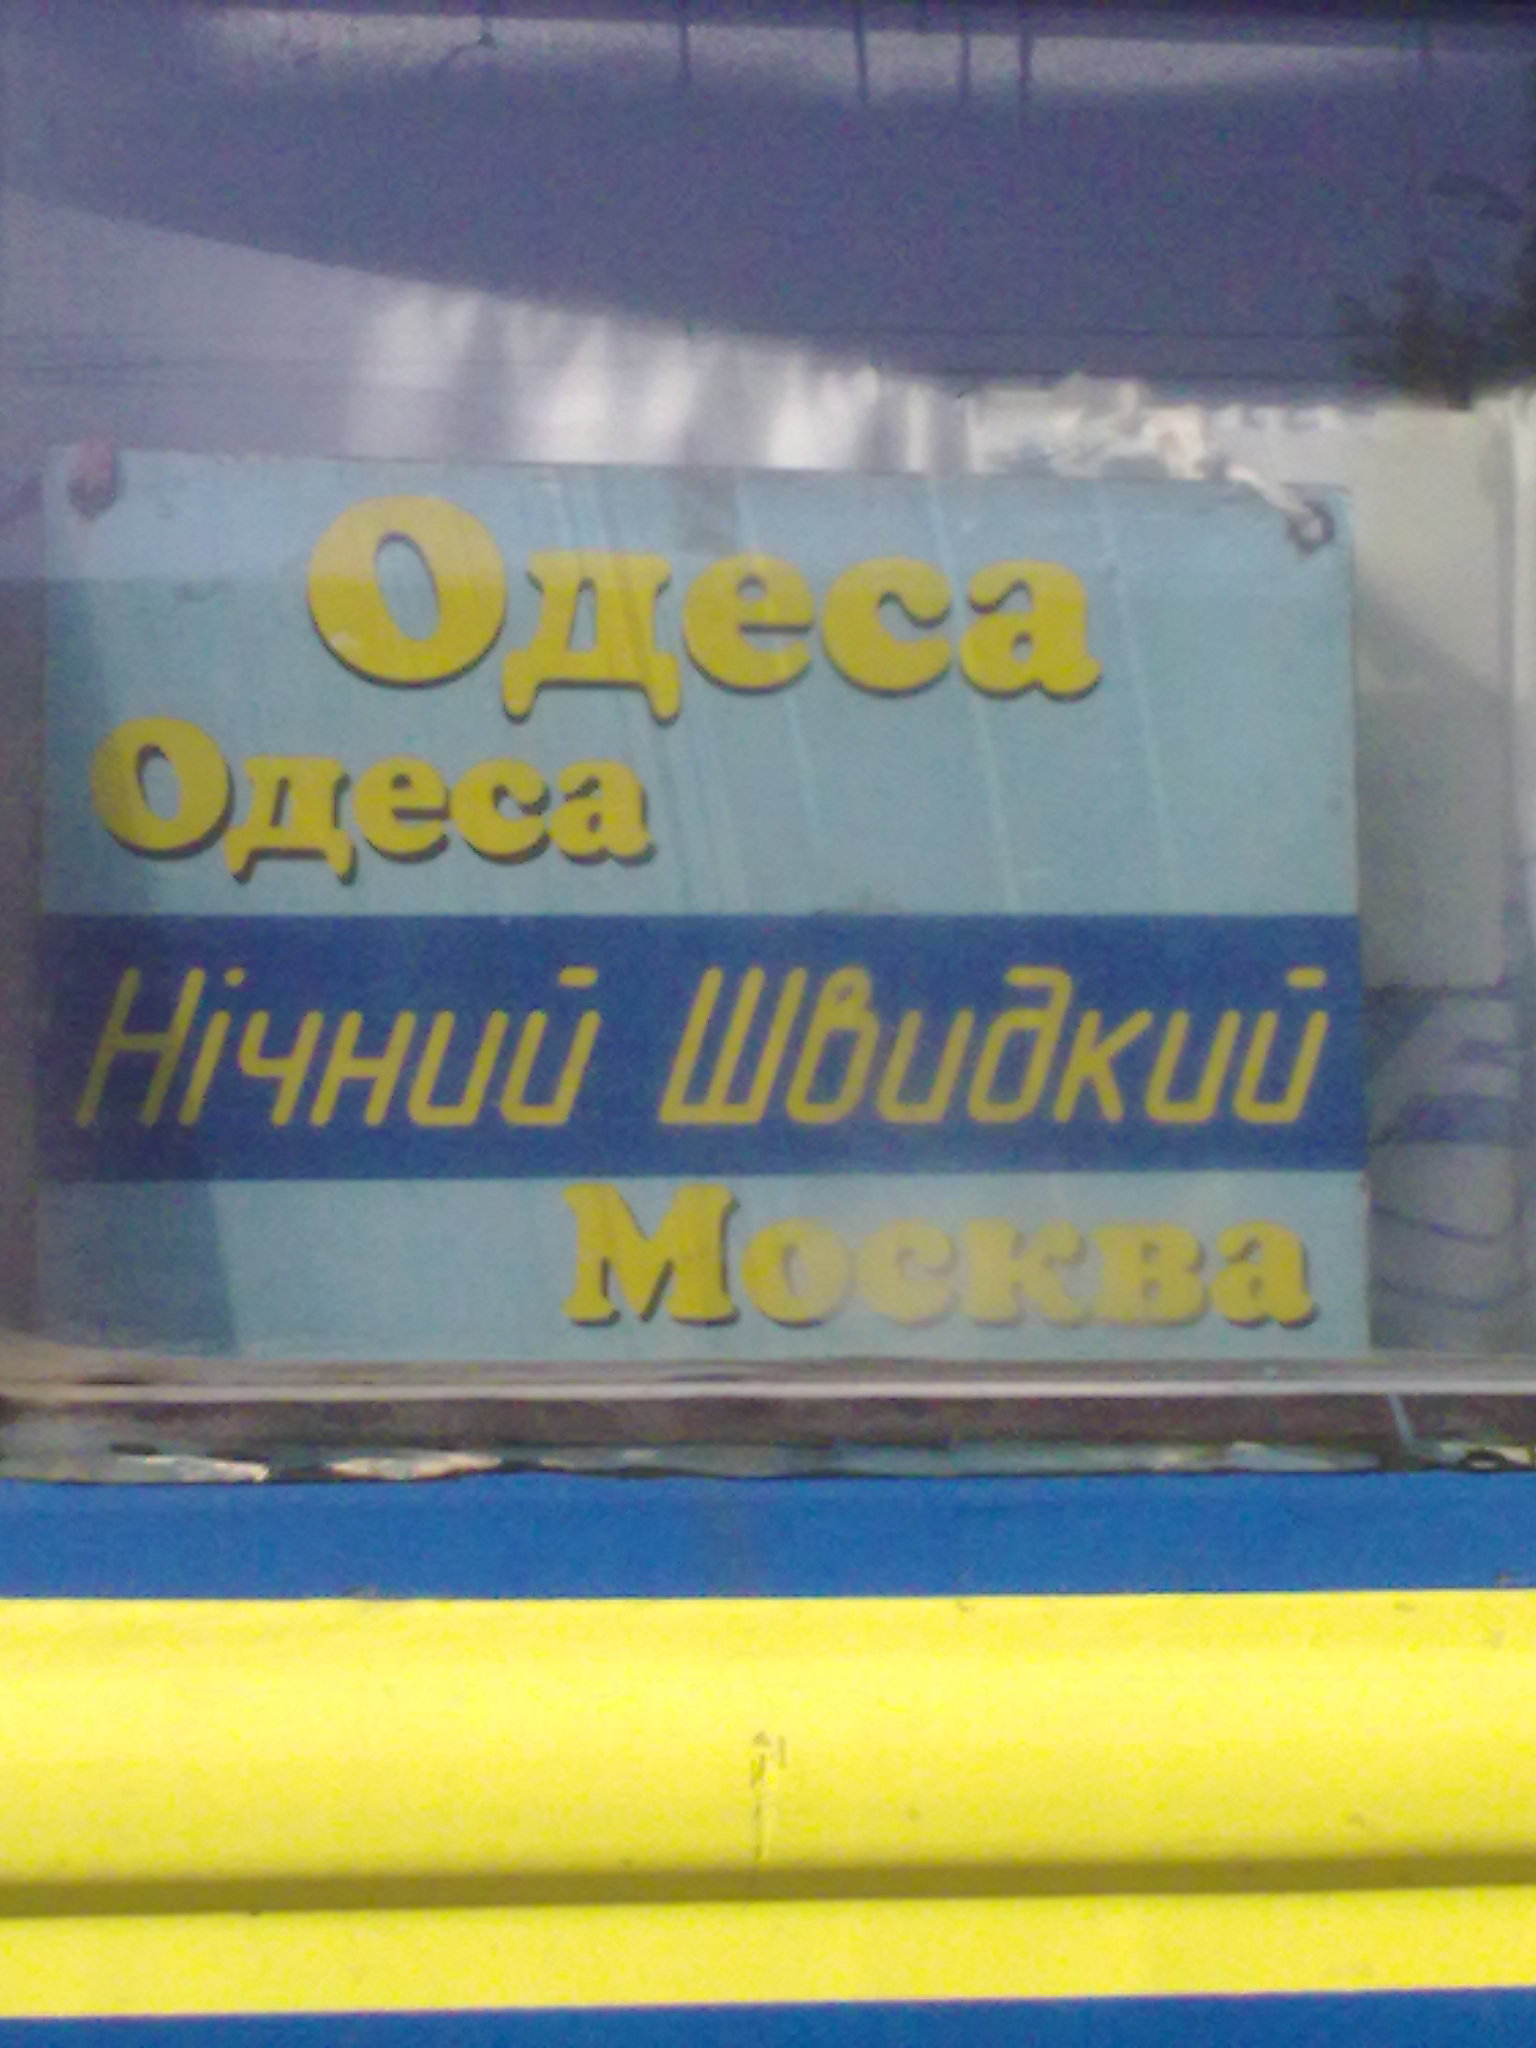 Одеса
Одеса
Нічний Швидкий
Москва